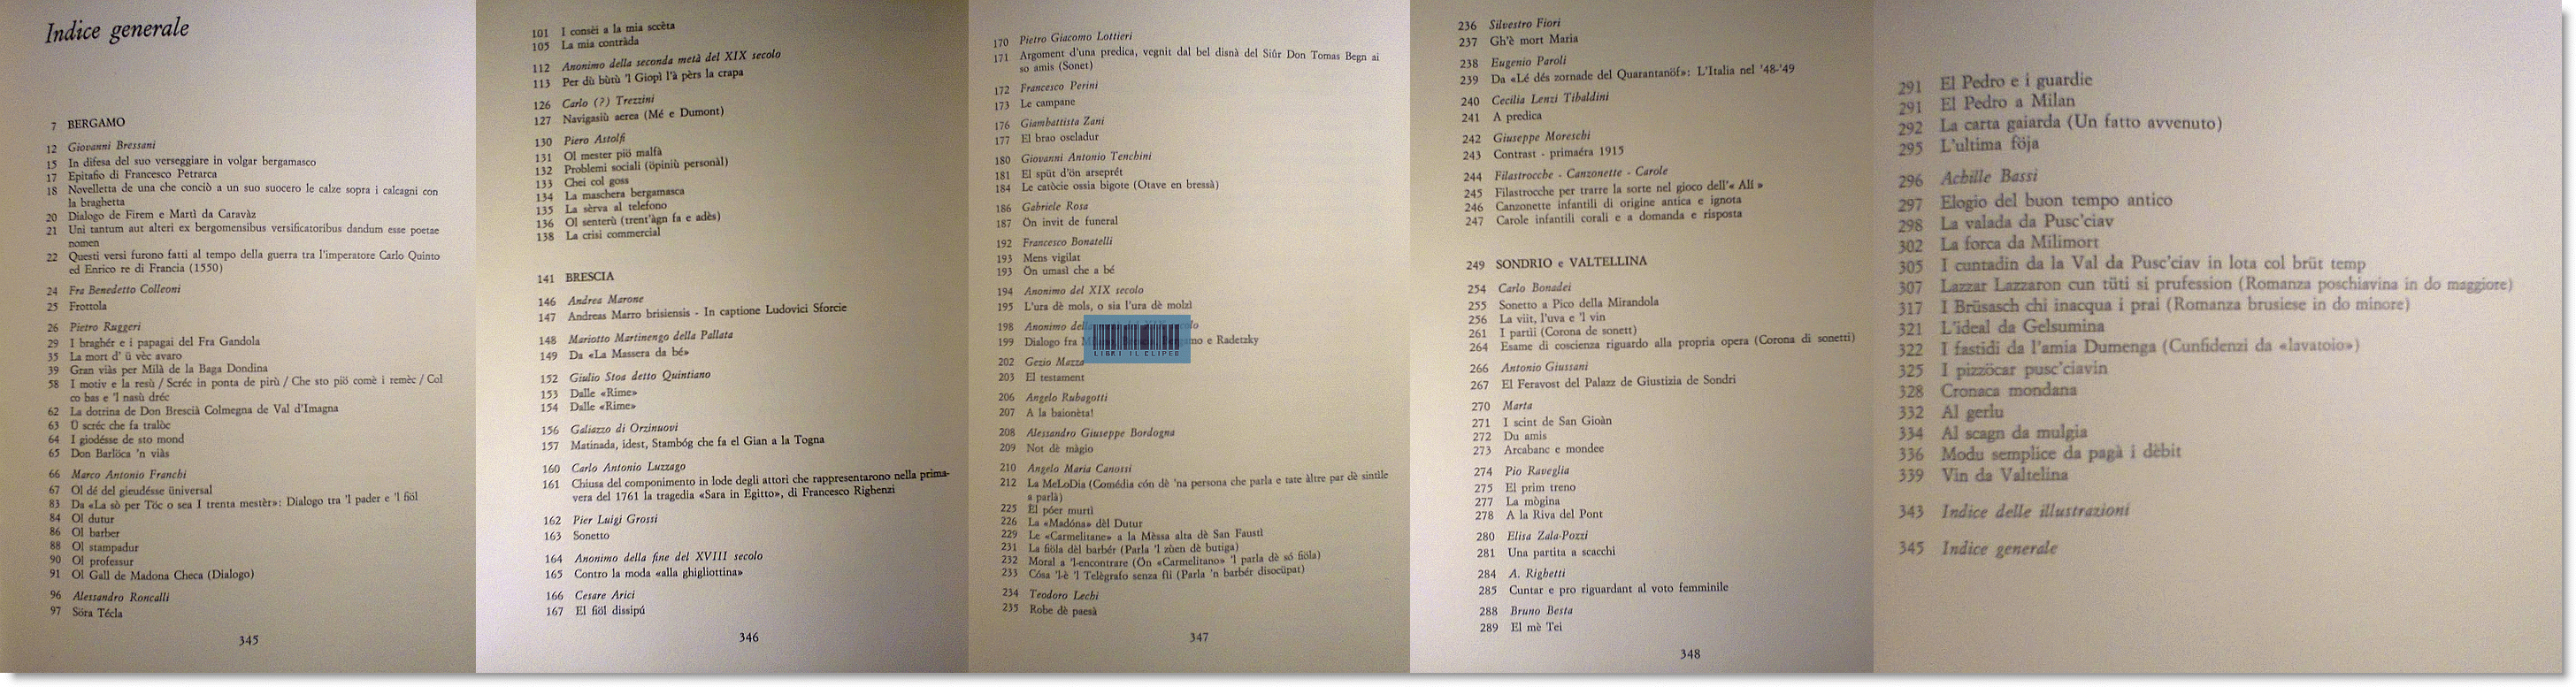 Indice generale
7 BERGAMO
12 Giovanni Bressani
15 In difesa del suo verseggiare in volgar bergamasco
17 Epitafio di Francesco Petrarca
18 Novelletta de una che conciò a un suo suocero le calze sopra i calcagni con
la braghetta
20 Dialogo de Firem e Martì da Caravàz
21 Uni tantum aut alteri ex bergomensibus versificatoribus dandum esse poetae
nomen
22 Questi versi furono fatti al tempo della guerra tra l'imperatore Carlo Quinto
ed Enrico re di Francia (1550)
24 Fra Benedetto Colleoni
25 Frottola
26 Pietro Ruggeri
29 I braghér e i papagai del Fra Gandola
35 La mort d' ü vèc avaro
39 Gran viàs per Milà de la Baga Dondina
58 I motiv e la resù / Scréc in ponta de pirù / Che sto piö comè i remèc / Col
co bas e 'l nasù dréc
62 La dotrina de Don Brescià Colmegna de Val d'Imagna
63 Ü scréc che fa tralòc
64 I giodésse de sto mond
65 Don Barlöca 'n viàs
66 Marco Antonio Franchi
67 Ol dé del gieudésse üniversal
83 Da «La sò per Töc o sea I trenta mestèr»: Dialogo tra 'l pader e 'l fiöl
84 Ol dutur
86 Ol barber
88 Ol stampadur
90 Ol professur
91 Ol Gall de Madona Checa (Dialogo)
96 Alessandro Roncalli
97 Söra Técla
345
101 I consèi a la mia sccèta
105 La mia contràda
112 Anonimo della seconda metà del XIX secolo
113 Per dù bùtù 'l Giopì l'à pèrs la crapa
126 Carlo (?) Trezzini
127 Navigasiù aerea (Mé e Dumont)
130 Piero Astolfi
131 Ol mester piö malfà
132 Problemi sociali (öpiniù personàl)
133 Chei col goss
134 La maschera bergamasca
135 La sèrva al telefono
136 Ol senterù (trent'àgn fa e adès)
138 La crisi commercial
141 BRESCIA
146 Andrea Marone
147 Andreas Marro brisiensis - In captione Ludovici Sforcie
148 Mariotto Martinengo della Pallata
149 Da «La Massera da bé»
152 Giulio Stoa detto Quintiano
153 Dalle «Rime»
154 Dalle «Rime»
156 Galiazzo di Orzinuovi
157 Matinada, idest, Stambóg che fa el Gian a la Togna
160 Carlo Antonio Luzzago
161 Chiusa del componimento in lode degli attori che rappresentarono nella prima-
vera del 1761 la tragedia «Sara in Egitto», di Francesco Righenzi
162 Pier Luigi Grossi
163 Sonetto
164 Anonimo della fine del XVIII secolo
165 Contro la moda «alla ghigliottina»
166 Cesare Arici
167 El fiöl dissipú
346
170 Pietro Giacomo Lottieri
171 Argoment d'una predica, vegnit dal bel disnà del Siûr Don Tomas Begn ai
so amis (Sonet)
172 Francesco Perini
173 Le campane
176 Giambattista Zani
177 El brao oseladur
180 Giovanni Antonio Tenchini
181 El spüt d'ön arseprét
184 Le catòcie ossia bigote (Otave en bressà)
186 Gabriele Rosa
187 Ön invit de funeral
192 Francesco Bonatelli
193 Mens vigilat
193 On umasì che a bé
194 Anonimo del XIX secolo
195 L'ura dè mols, o sia l'ura dè molzì
198 Anonimo del XIX secolo
199 Dialogo fra e Radetzky
LIBRI IL CLIPEO
202 Gezio Mazza
203 El testament
206 Angelo Rubagotti
207 A la baionèta!
208 Alessandro Giuseppe Bordogna
209 Not dè màgio
210 Angelo Maria Canossi
212 La MeLoDia (Comédia cón dè 'na persona che parla e tate àltre par dè sintile
a parlà)
225 El póer murtì
226 La «Madóna» dèl Dutur
229 Le «Carmelitane» a la Mèssa alta dè San Faustì
231 La fiöla dèl barbér (Parla 'l zùen dè butiga)
232 Moral a 'l-encontrare (Ön «Carmelitano» 'l parla dè só fiöla)
233 Cósa 'l-è 'l Telègrafo senza fil (Parla 'n barbér disocüpat)
234 Teodoro Lechi
235 Robe dè paesà
347
236 Silvestro Fiori
237 Gh'è mort Maria
238 Eugenio Paroli
239 Da «Lé dés zornade del Quarantanöf»: L'Italia nel '48-'49
240 Cecilia Lenzi Tibaldini
241 A predica
242 Giuseppe Moreschi
243 Contrast - primaéra 1915
244 Filastrocche - Canzonette - Carole
245 Filastrocche per trarre la sorte nel gioco dell'« Alì »
246 Canzonette infantili di origine antica e ignota
247 Carole infantili corali e a domanda e risposta
249 SONDRIO e VALTELLINA
254 Carlo Bonadei
255 Sonetto a Pico della Mirandola
256 La viit, l'uva e 'l vin
261 I partìi (Corona de sonett)
264 Esame di coscienza riguardo alla propria opera (Corona di sonetti)
266 Antonio Giussani
267 El Feravost del Palazz de Giustizia de Sondri
270 Marta
271 I scint de San Gioàn
272 Du amis
273 Arcabanc e mondee
274 Pio Raveglia
275 El prim treno
277 La mògina
278 A la Riva del Pont
280 Elisa Zala-Pozzi
281 Una partita a scacchi
284 A. Righetti
285 Cuntar e pro riguardant al voto femminile
288 Bruno Besta
289 El mè Tei
348
291 El Pedro e i guardie
291 El Pedro a Milan
292 La carta gaiarda (Un fatto avvenuto)
295 L'ultima föja
296 Achille Bassi
297 Elogio del buon tempo antico
298 La valada da Pusc'ciav
302 La forca da Milimort
305 I cuntadin da la Val da Pusc'ciav in lota col brüt temp
307 Lazzar Lazzaron cun tüti si prufession (Romanza poschiavina in do maggiore)
317 I Brüsasch chi inacqua i prai (Romanza brusiese in do minore)
321 L'ideal da Gelsumina
322 I fastidi da l'amia Dumenga (Cunfidenzi da «lavatoio»)
325 I pizzöcar pusc'ciavin
328 Cronaca mondana
332 Al gerlu
334 Al scagn da mulgia
336 Modu semplice da pagà i dèbit
339 Vin da Valtelina
343 Indice delle illustrazioni
345 Indice generale